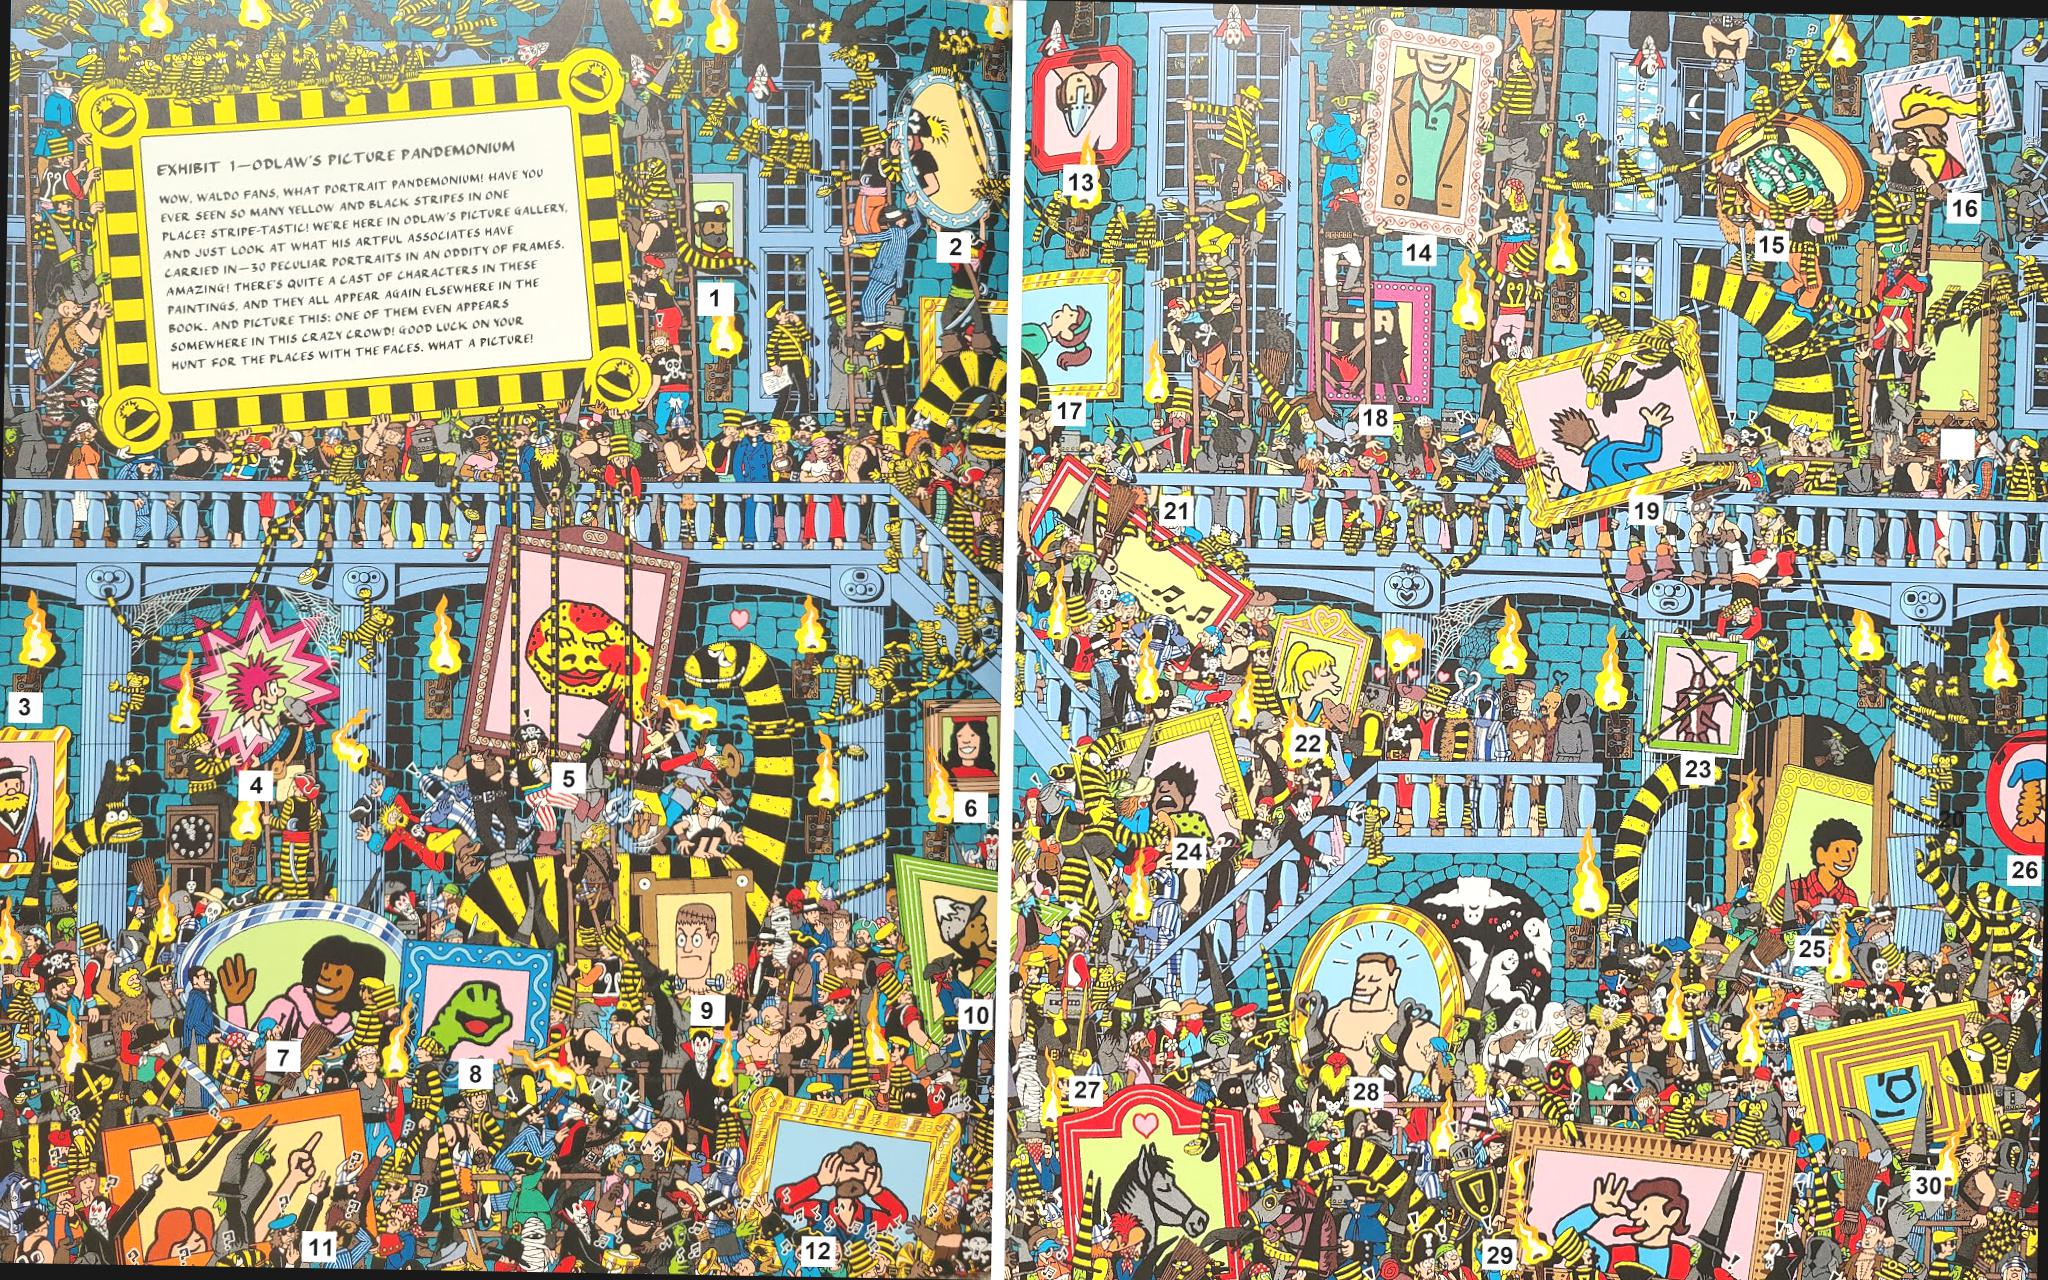 EXHIBIT 1—ODLAW'S PICTURE PANDEMONIUM
WOW, WALDO FANS, WHAT PORTRAIT PANDEMONIUM! HAVE YOU
EVER SEEN SO MANY YELLOW AND BLACK STRIPES IN ONE
PLACE? STRIPE-TASTIC! WE'RE HERE IN ODLAW'S PICTURE GALLERY,
AND JUST LOOK AT WHAT HIS ARTFUL ASSOCIATES HAVE
CARRIED IN—30 PECULIAR PORTRAITS IN AN ODDITY OF FRAMES.
AMAZING! THERE'S QUITE A CAST OF CHARACTERS IN THESE
PAINTINGS, AND THEY ALL APPEAR AGAIN ELSEWHERE IN THE
BOOK. AND PICTURE THIS: ONE OF THEM EVEN APPEARS
SOMEWHERE IN THIS CRAZY CROWD! GOOD LUCK ON YOUR
HUNT FOR THE PLACES WITH THE FACES. WHAT A PICTURE!
1
2
3
4
5
6
7
8
9
10
11
12
13
14
15
16
17
18
19
20
21
22
23
24
25
26
27
28
29
30